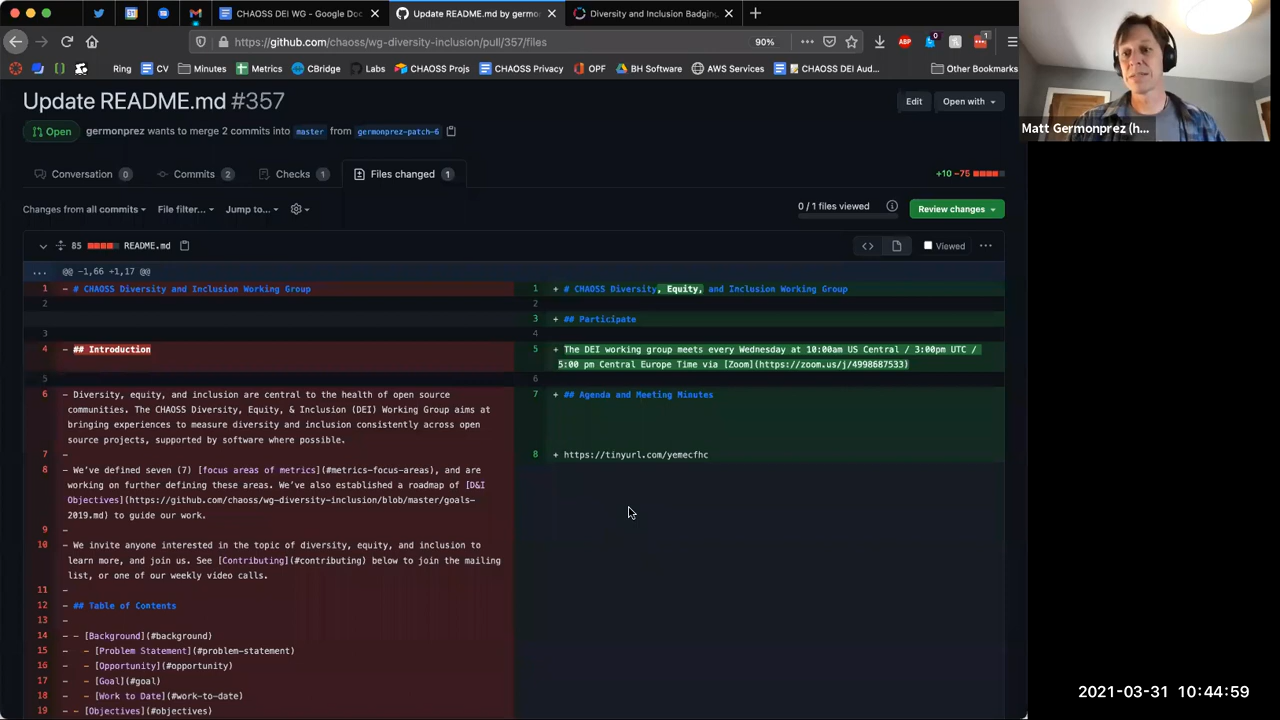 CHAOSS DEI WG - Google Doc
Update README.md by germo
Diversity and Inclusion Badging
https://github.com/chaoss/wg-diversity-inclusion/pull/357/files
90%
ABP
0
1
Ring
CV
Minutes
Metrics
CBridge
Labs
CHAOSS Projs
CHAOSS Privacy
OPF
BH Software
AWS Services
CHAOSS DEI Aud...
Other Bookmarks
Update README.md #357
Edit
Open with
Open
germonprez wants to merge 2 commits into master from germonprez-patch-6
Conversation 0
Commits 2
Checks 1
Files changed 1
+10 −75
Changes from all commits
File filter...
Jump to...
0 / 1 files viewed
Review changes
85
README.md
Viewed
... @@ -1,66 +1,17 @@
1 - # CHAOSS Diversity and Inclusion Working Group
2
3
4 - ## Introduction
5
6 - Diversity, equity, and inclusion are central to the health of open source
communities. The CHAOSS Diversity, Equity, & Inclusion (DEI) Working Group aims at
bringing experiences to measure diversity and inclusion consistently across open
source projects, supported by software where possible.
7 -
8 - We've defined seven (7) [focus areas of metrics](#metrics-focus-areas), and are
working on further defining these areas. We've also established a roadmap of [D&I
Objectives](https://github.com/chaoss/wg-diversity-inclusion/blob/master/goals-
2019.md) to guide our work.
9 -
10 - We invite anyone interested in the topic of diversity, equity, and inclusion to
learn more, and join us. See [Contributing](#contributing) below to join the mailing
list, or one of our weekly video calls.
11 -
12 - ## Table of Contents
13 -
14 - - [Background](#background)
15 - - [Problem Statement](#problem-statement)
16 - - [Opportunity](#opportunity)
17 - - [Goal](#goal)
18 - - [Work to Date](#work-to-date)
19 - - [Objectives](#objectives)
1 + # CHAOSS Diversity, Equity, and Inclusion Working Group
2
3 + ## Participate
4
5 + The DEI working group meets every Wednesday at 10:00am US Central / 3:00pm UTC /
5:00 pm Central Europe Time via [Zoom](https://zoom.us/j/4998687533)
6
7 + ## Agenda and Meeting Minutes
8 + https://tinyurl.com/yemecfhc
Matt Germonprez (h...
2021-03-31 10:44:59